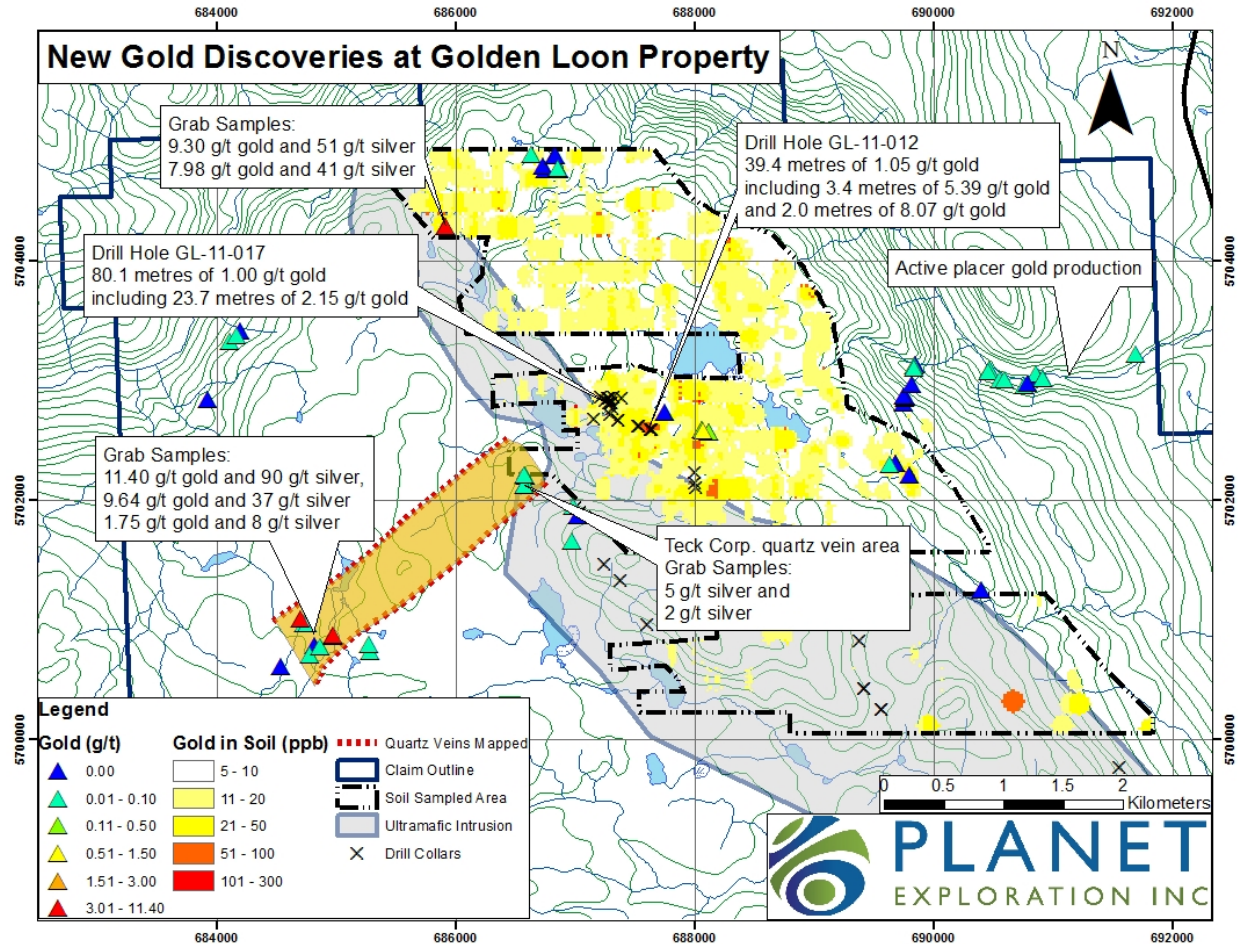 684000 686000 688000 690000 692000
New Gold Discoveries at Golden Loon Property
N
Grab Samples:
9.30 g/t gold and 51 g/t silver
7.98 g/t gold and 41 g/t silver
Drill Hole GL-11-012
39.4 metres of 1.05 g/t gold
including 3.4 metres of 5.39 g/t gold
and 2.0 metres of 8.07 g/t gold
Drill Hole GL-11-017
80.1 metres of 1.00 g/t gold
including 23.7 metres of 2.15 g/t gold
Active placer gold production
5704000
5704000
Grab Samples:
11.40 g/t gold and 90 g/t silver,
9.64 g/t gold and 37 g/t silver
1.75 g/t gold and 8 g/t silver
5702000
5702000
Teck Corp. quartz vein area
Grab Samples:
5 g/t silver and
2 g/t silver
5700000
5700000
Legend
Gold (g/t)
0.00
0.01 - 0.10
0.11 - 0.50
0.51 - 1.50
1.51 - 3.00
3.01 - 11.40
Gold in Soil (ppb)
5 - 10
11 - 20
21 - 50
51 - 100
101 - 300
Quartz Veins Mapped
Claim Outline
Soil Sampled Area
Ultramafic Intrusion
Drill Collars
0 0.5 1 1.5 2
Kilometers
PLANET
EXPLORATION INC
684000 686000 688000 690000 692000